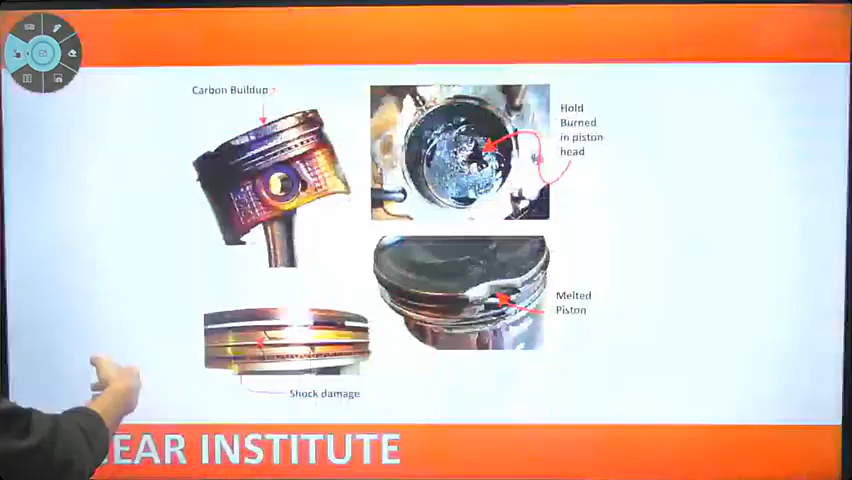 Carbon Buildup
Hold
Burned
in piston
head
Melted
Piston
Shock damage
EAR INSTITUTE